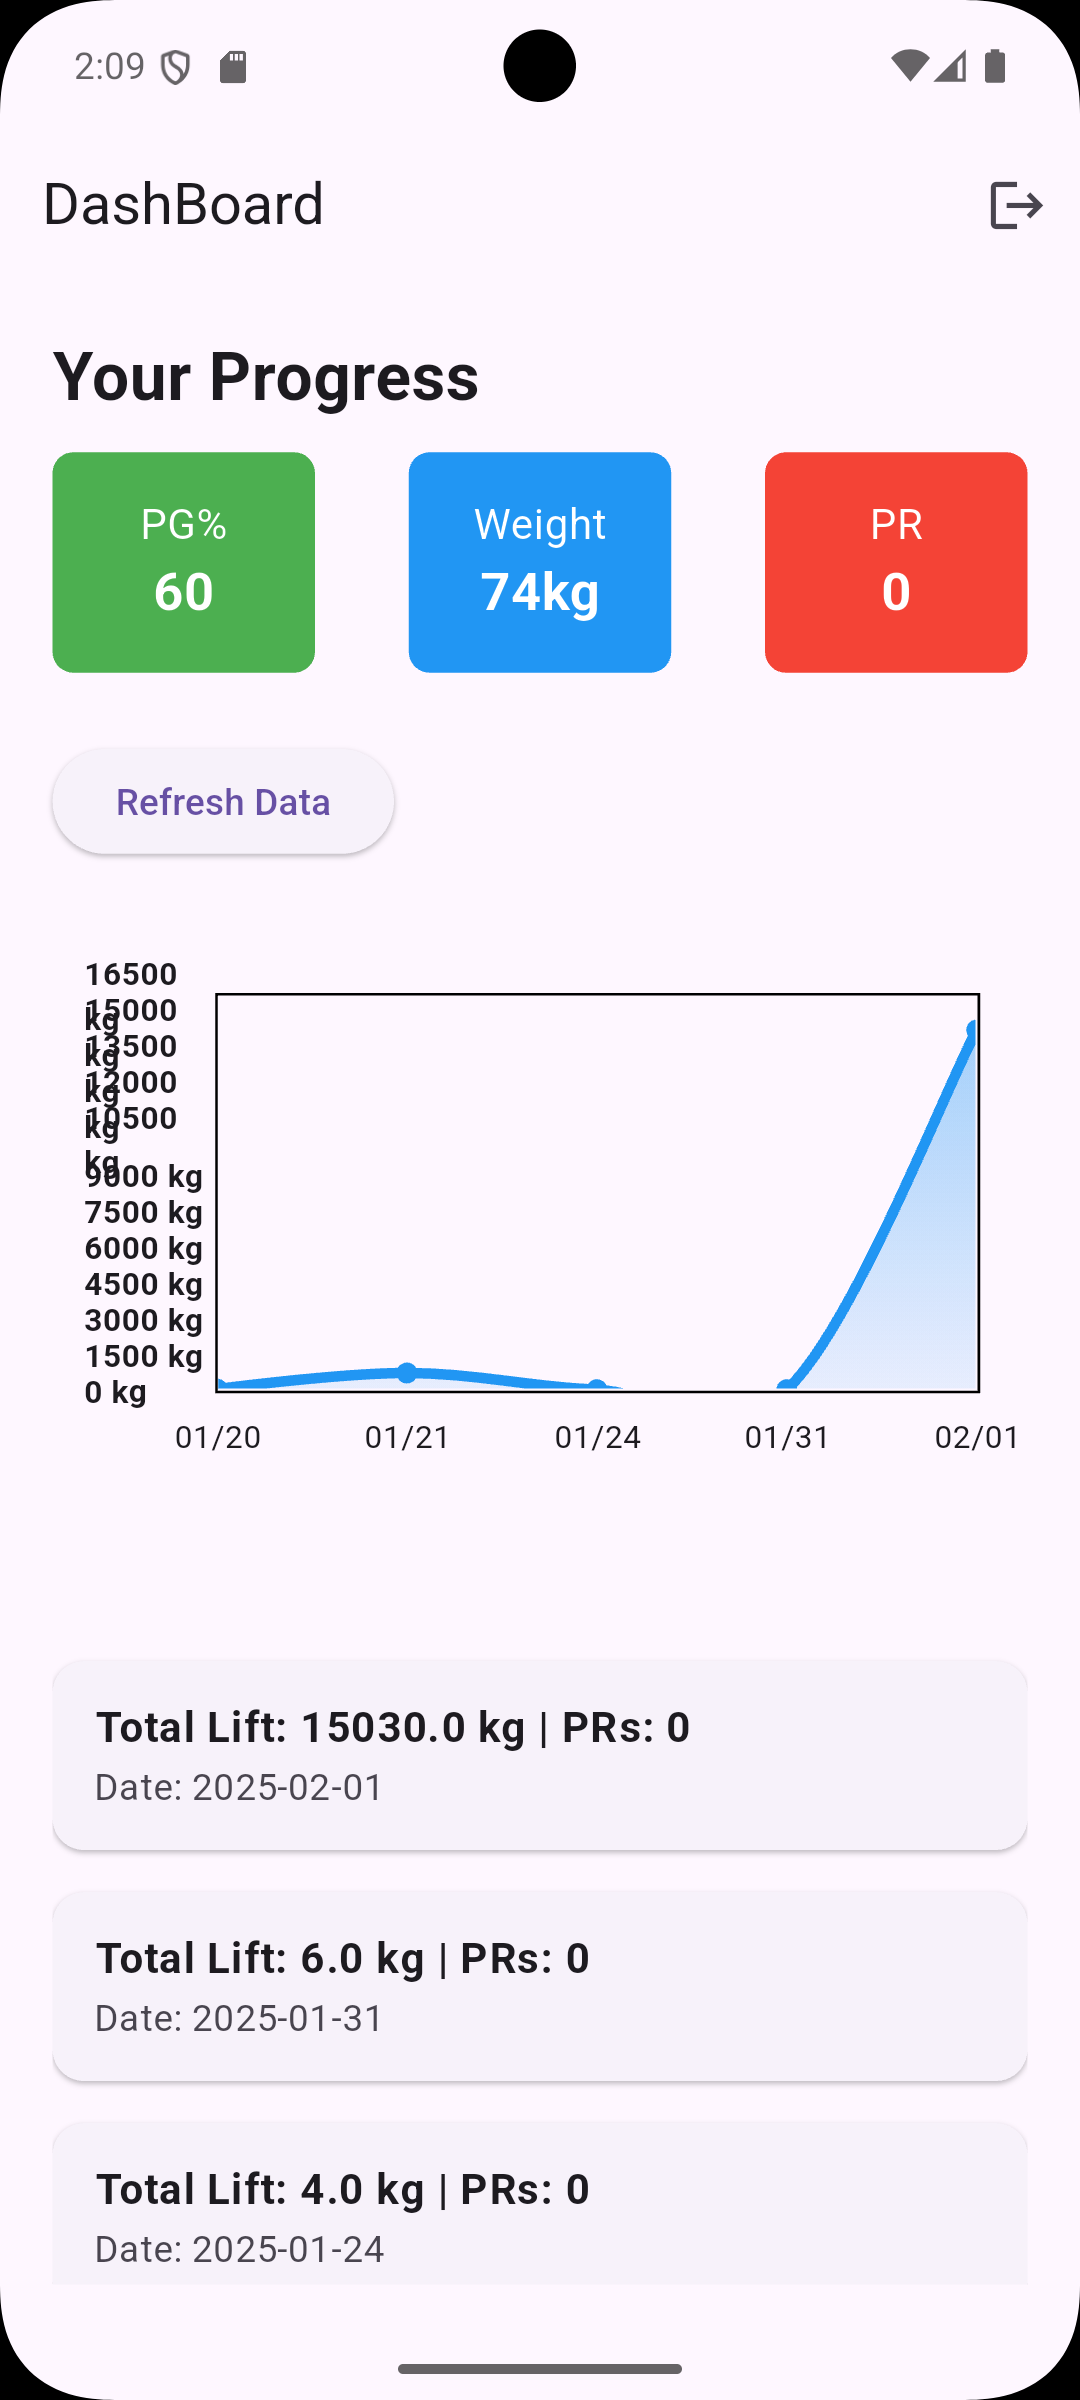 2:09
DashBoard
Your Progress
PG%
60
Weight
74kg
PR
0
Refresh Data
16500
kg
15000
kg
13500
kg
12000
kg
10500
kg
9000 kg
7500 kg
6000 kg
4500 kg
3000 kg
1500 kg
0 kg
01/20 01/21 01/24 01/31 02/01
Total Lift: 15030.0 kg | PRs: 0
Date: 2025-02-01
Total Lift: 6.0 kg | PRs: 0
Date: 2025-01-31
Total Lift: 4.0 kg | PRs: 0
Date: 2025-01-24